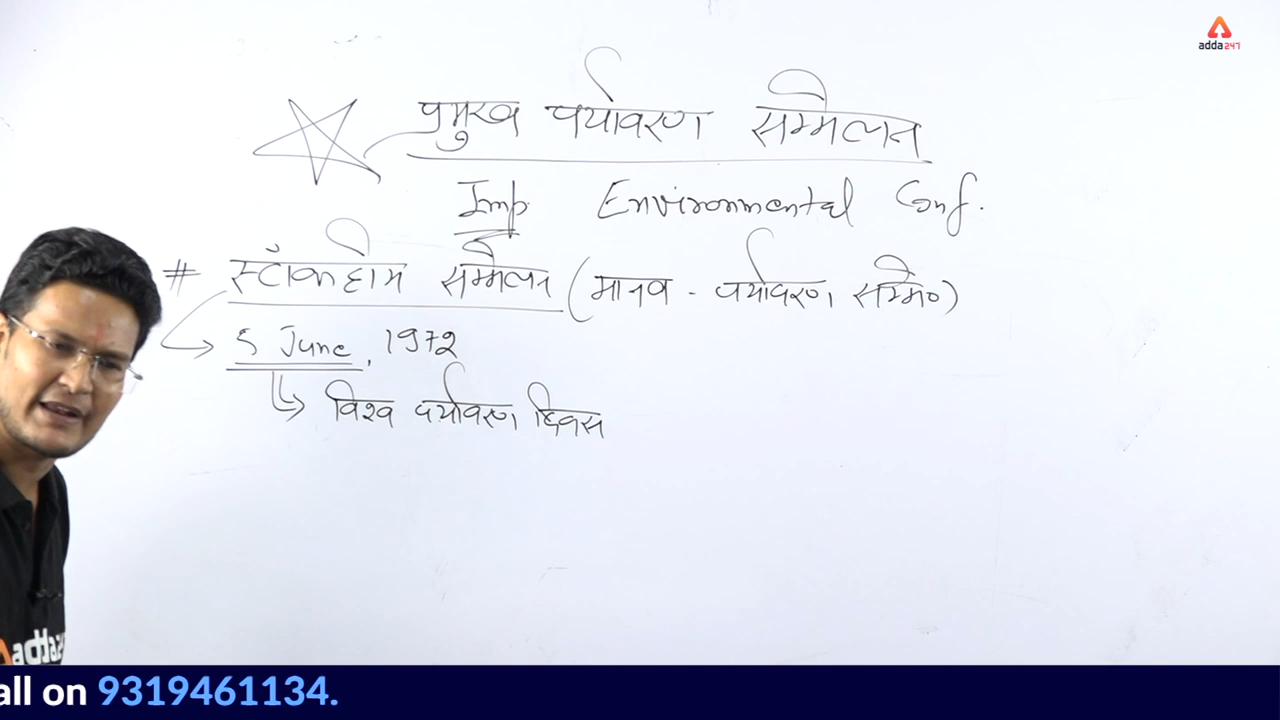 adda247
प्रमुख पर्यावरण सम्मेलन
Imp. Environmental Conf.
# स्टॉकहोम सम्मेलन (मानव - पर्यावरण सम्मे०)
5 June, 1972
विश्व पर्यावरण दिवस
Adda24
all on 9319461134.